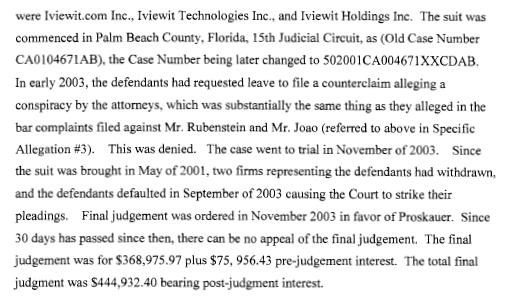 were Iviewit.com Inc., Iviewit Technologies Inc., and Iviewit Holdings Inc.  The suit was
commenced in Palm Beach County, Florida, 15th Judicial Circuit, as (Old Case Number
CA0104671AB), the Case Number being later changed to 502001CA004671XXCDAB.
In early 2003, the defendants had requested leave to file a counterclaim alleging a
conspiracy by the attorneys, which was substantially the same thing as they alleged in the
bar complaints filed against Mr. Rubenstein and Mr. Joao (referred to above in Specific
Allegation #3).    This was denied.   The case went to trial in November of 2003.    Since
the suit was brought in May of 2001, two firms representing the defendants had withdrawn,
and the defendants defaulted in September of 2003 causing the Court to strike their
pleadings.    Final judgement was ordered in November 2003 in favor of Proskauer.  Since
30 days has passed since then, there can be no appeal of the final judgement.  The final
judgement was for $368,975.97 plus $75, 956.43 pre-judgement interest.  The total final
judgment was $444,932.40 bearing post-judgment interest.